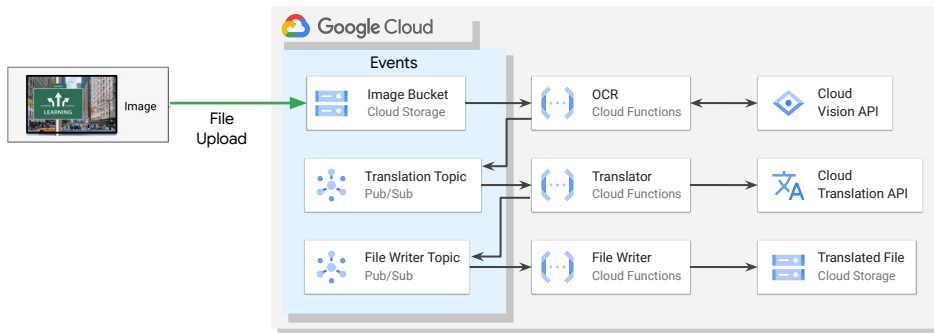 Google Cloud
Events
LEARNING
Image
File
Upload
Image Bucket
Cloud Storage
OCR
Cloud Functions
Cloud
Vision API
Translation Topic
Pub/Sub
Translator
Cloud Functions
Cloud
Translation API
File Writer Topic
Pub/Sub
File Writer
Cloud Functions
Translated File
Cloud Storage